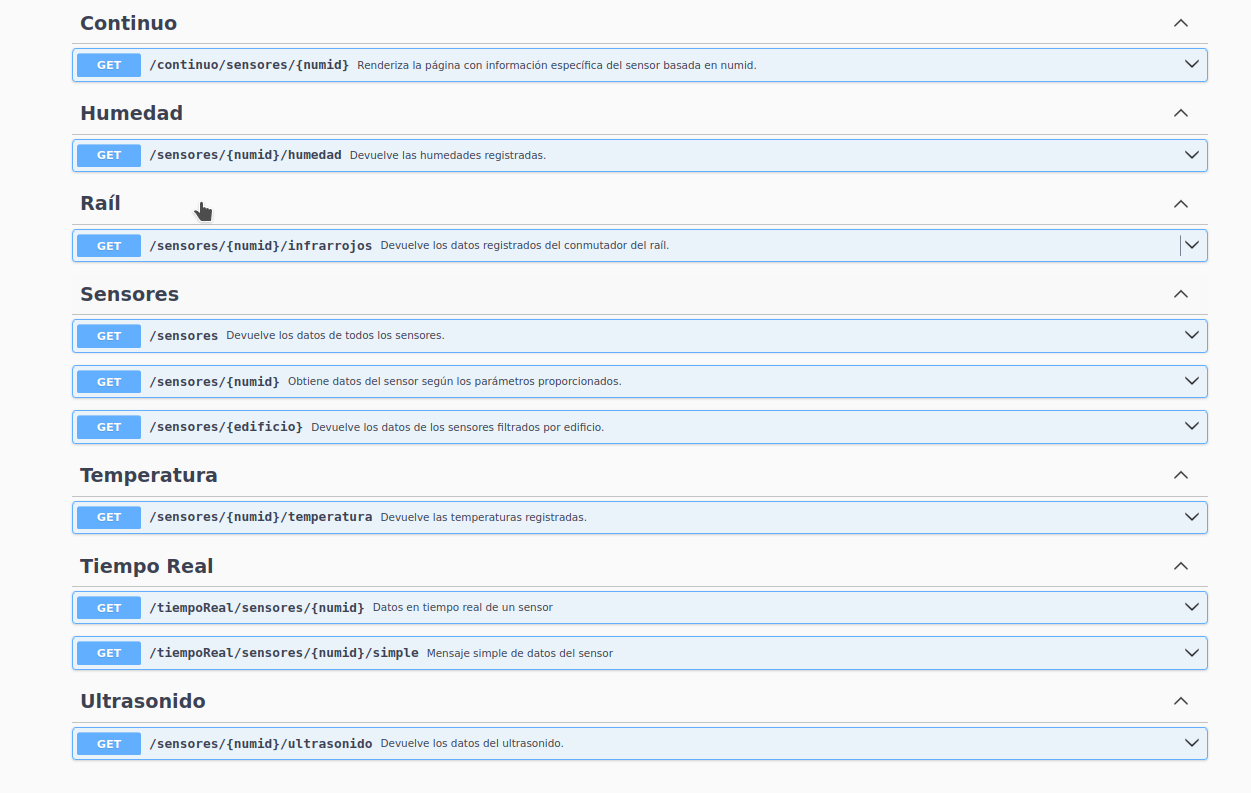 Continuo
GET /continuo/sensores/{numid} Renderiza la página con información específica del sensor basada en numid.
Humedad
GET /sensores/{numid}/humedad Devuelve las humedades registradas.
Raíl
GET /sensores/{numid}/infrarrojos Devuelve los datos registrados del conmutador del raíl.
Sensores
GET /sensores Devuelve los datos de todos los sensores.
GET /sensores/{numid} Obtiene datos del sensor según los parámetros proporcionados.
GET /sensores/{edificio} Devuelve los datos de los sensores filtrados por edificio.
Temperatura
GET /sensores/{numid}/temperatura Devuelve las temperaturas registradas.
Tiempo Real
GET /tiempoReal/sensores/{numid} Datos en tiempo real de un sensor
GET /tiempoReal/sensores/{numid}/simple Mensaje simple de datos del sensor
Ultrasonido
GET /sensores/{numid}/ultrasonido Devuelve los datos del ultrasonido.